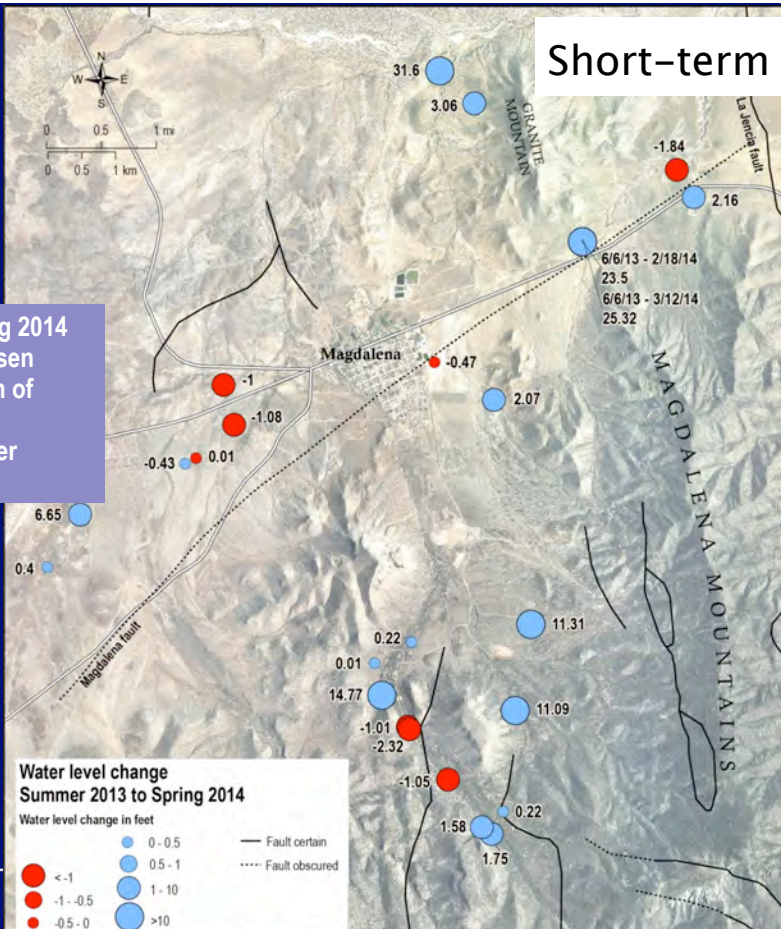 Short-term
N
W E
S
0 0.5 1 mi
0 0.5 1 km
31.6
3.06
GRANITE
MOUNTAIN
La Jencia fault
-1.84
2.16
6/6/13 - 2/18/14
23.5
6/6/13 - 3/12/14
25.32
g 2014
sen
n of
er
Magdalena
-0.47
2.07
-1
-1.08
-0.43
0.01
6.65
0.4
Magdalena fault
MAGDALENA MOUNTAINS
11.31
0.22
0.01
14.77
11.09
-1.01
-2.32
-1.05
0.22
1.58
1.75
Water level change
Summer 2013 to Spring 2014
Water level change in feet
< -1
-1 - -0.5
-0.5 - 0
0 - 0.5
0.5 - 1
1 - 10
>10
Fault certain
Fault obscured